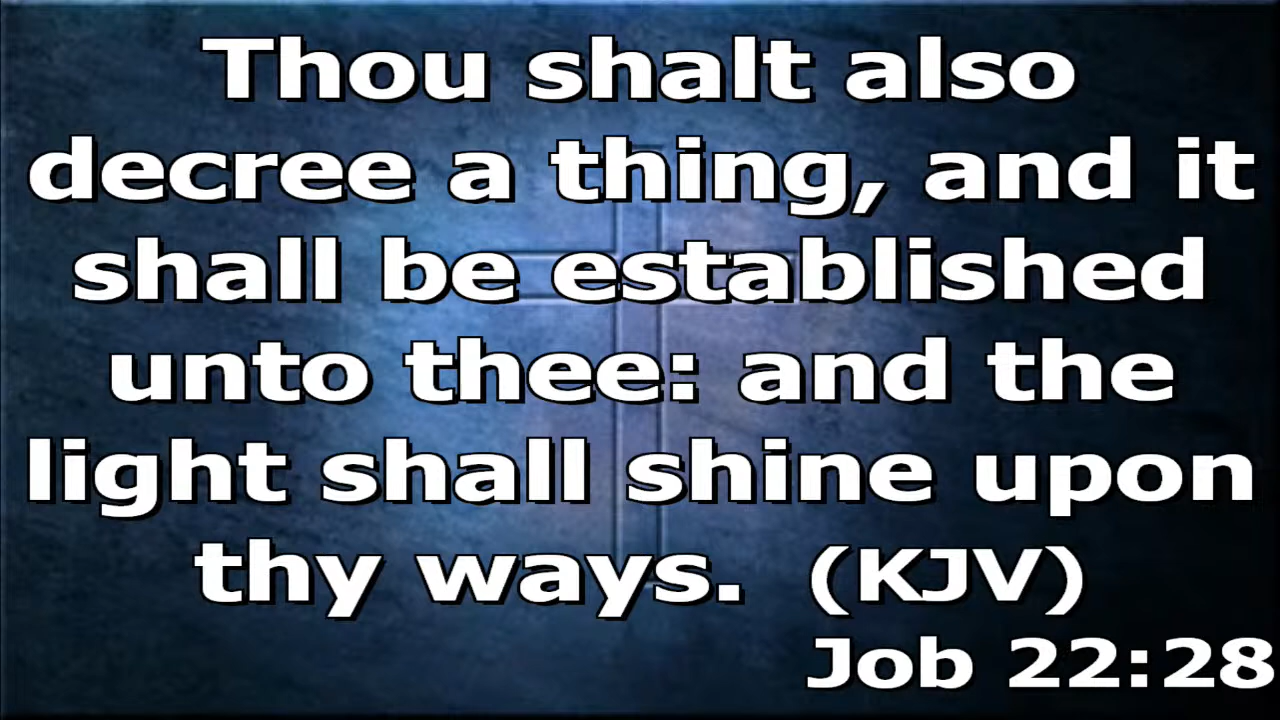 Thou shalt also
decree a thing, and it
shall be established
unto thee: and the
light shall shine upon
thy ways. (KJV)
Job 22:28